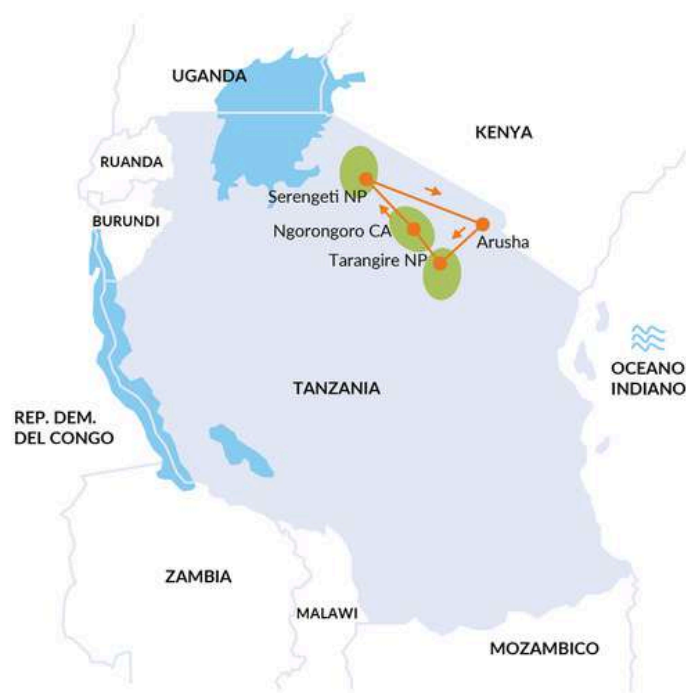 UGANDA
KENYA
RUANDA
Serengeti NP
BURUNDI
Ngorongoro CA
Arusha
Tarangire NP
OCEANO
INDIANO
TANZANIA
REP. DEM.
DEL CONGO
ZAMBIA
MALAWI
MOZAMBICO